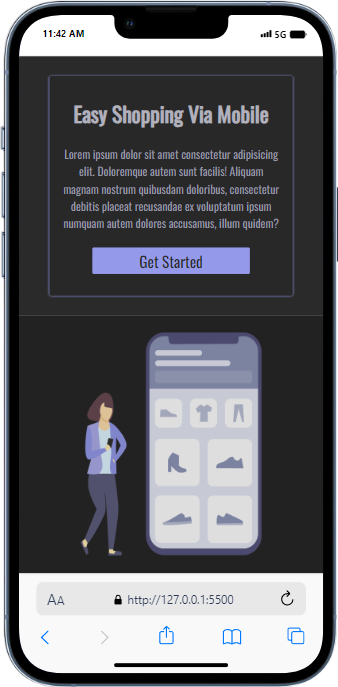 11:42 AM
5G
Easy Shopping Via Mobile
Lorem ipsum dolor sit amet consectetur adipisicing
elit. Doloremque autem sunt facilis! Aliquam
magnam nostrum quibusdam doloribus, consectetur
debitis placeat recusandae ex voluptatum ipsum
numquam autem dolores accusamus, illum quidem?
Get Started
AA
http://127.0.0.1:5500